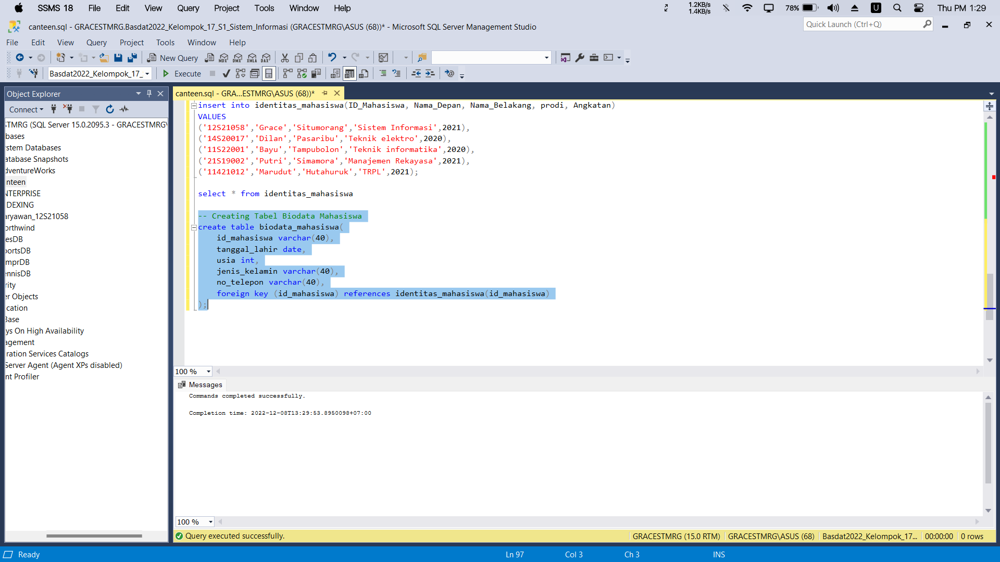 SSMS 18 File Edit View Query Project Tools Window Help 1.2KB/s 1.4KB/s 78% U Thu PM 1:29
canteen.sql - GRACESTMRG.Basdat2022_Kelompok_17_S1_Sistem_Informasi (GRACESTMRG\ASUS (68))* - Microsoft SQL Server Management Studio Quick Launch (Ctrl+Q)
File Edit View Query Project Tools Window Help
New Query MDX DMX XMLA DAX
Basdat2022_Kelompok_17_ Execute
Object Explorer
Connect
STMRG (SQL Server 15.0.2095.3 - GRACESTMRG\
bases
stem Databases
atabase Snapshots
dventureWorks
nteen
NTERPRISE
DEXING
aryawan_12S21058
orthwind
esDB
portsDB
mprDB
ennisDB
rity
er Objects
cation
Base
ys On High Availability
agement
ration Services Catalogs
Server Agent (Agent XPs disabled)
nt Profiler
canteen.sql - GRA...ESTMRG\ASUS (68))*
insert into identitas_mahasiswa(ID_Mahasiswa, Nama_Depan, Nama_Belakang, prodi, Angkatan)
VALUES
('12S21058','Grace','Situmorang','Sistem Informasi',2021),
('14S20017','Dilan','Pasaribu','Teknik elektro',2020),
('11S22001','Bayu','Tampubolon','Teknik informatika',2020),
('21S19002','Putri','Simamora','Manajemen Rekayasa',2021),
('11421012','Marudut','Hutahuruk','TRPL',2021);
select * from identitas_mahasiswa
-- Creating Tabel Biodata Mahasiswa
create table biodata_mahasiswa(
id_mahasiswa varchar(40),
tanggal_lahir date,
usia int,
jenis_kelamin varchar(40),
no_telepon varchar(40),
foreign key (id_mahasiswa) references identitas_mahasiswa(id_mahasiswa)
);
100 %
Messages
Commands completed successfully.
Completion time: 2022-12-08T13:29:53.8950098+07:00
100 %
Query executed successfully. GRACESTMRG (15.0 RTM) GRACESTMRG\ASUS (68) Basdat2022_Kelompok_17... 00:00:00 0 rows
Ready Ln 97 Col 3 Ch 3 INS